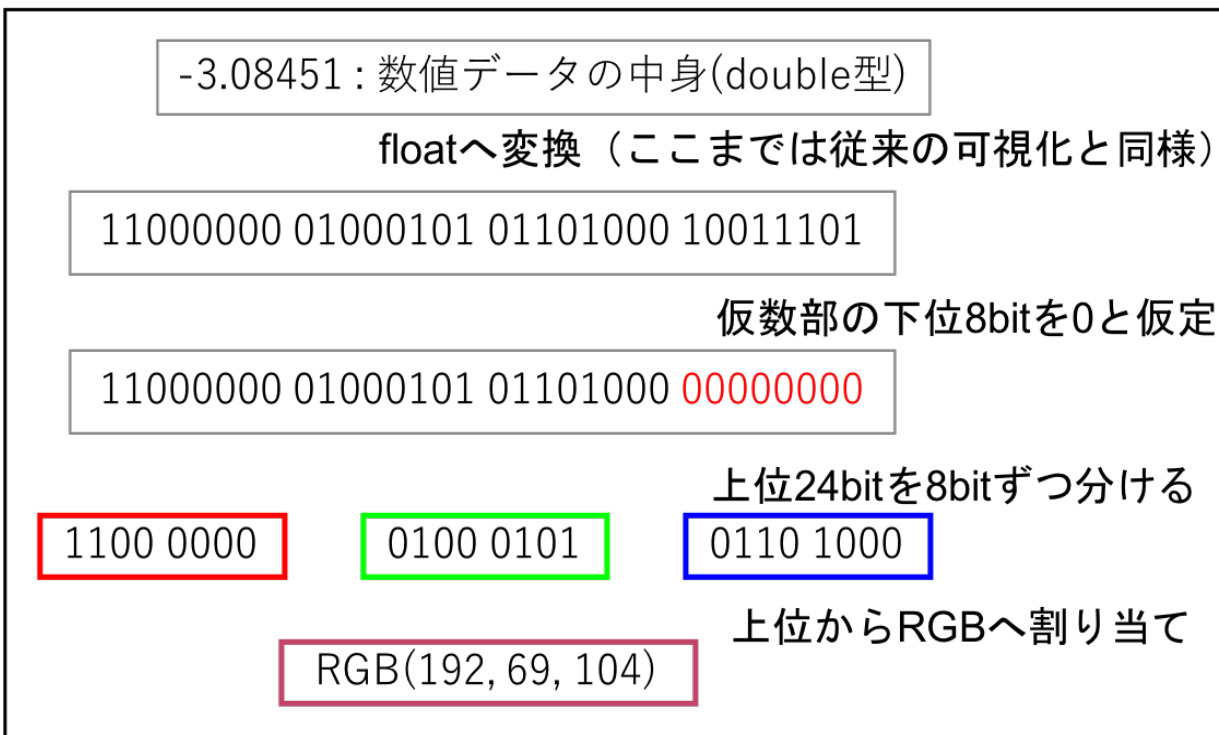 -3.08451 : 数値データの中身(double型)
floatへ変換（ここまでは従来の可視化と同様）
11000000 01000101 01101000 10011101
仮数部の下位8bitを0と仮定
11000000 01000101 01101000 00000000
上位24bitを8bitずつ分ける
1100 0000 0100 0101 0110 1000
上位からRGBへ割り当て
RGB(192, 69, 104)